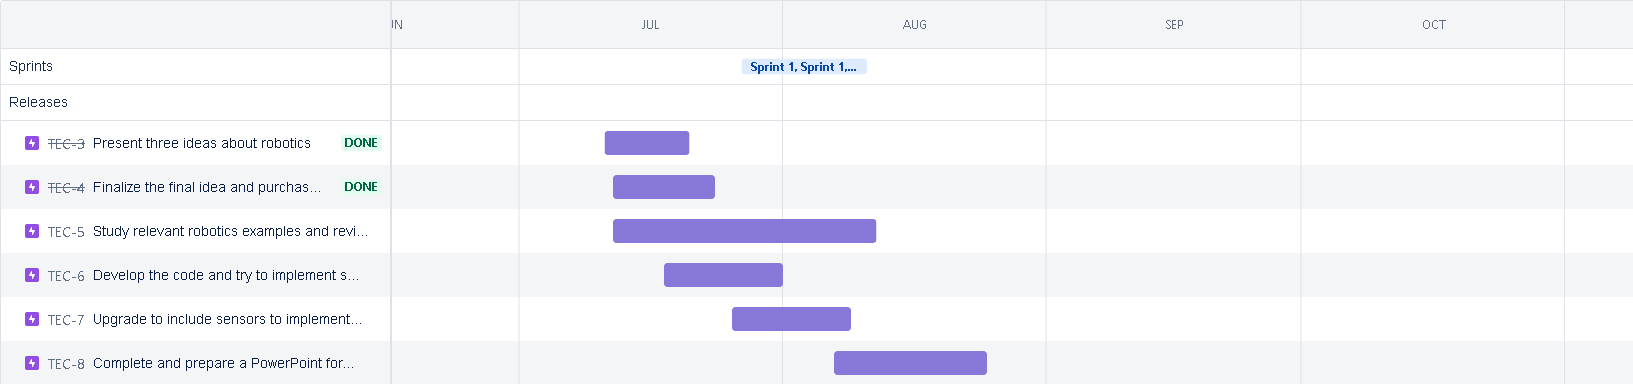 UN JUL AUG SEP OCT
Sprints Sprint 1, Sprint 1,...
Releases
TEC-3 Present three ideas about robotics DONE
TEC-4 Finalize the final idea and purchas... DONE
TEC-5 Study relevant robotics examples and revi...
TEC-6 Develop the code and try to implement s...
TEC-7 Upgrade to include sensors to implement...
TEC-8 Complete and prepare a PowerPoint for...